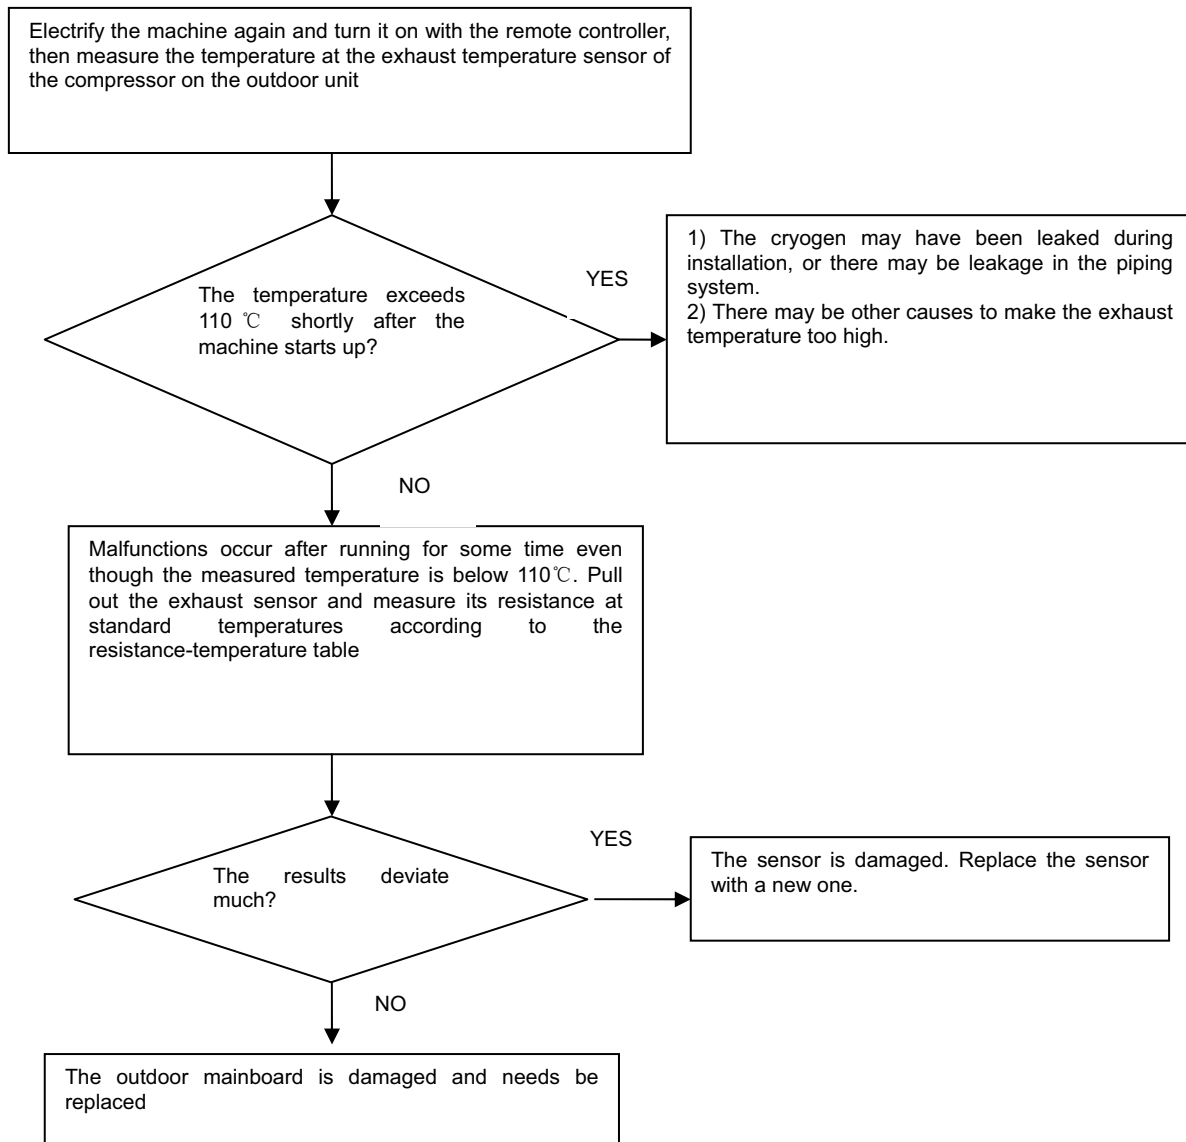 Electrify the machine again and turn it on with the remote controller,
then measure the temperature at the exhaust temperature sensor of
the compressor on the outdoor unit
The temperature exceeds
110 ℃ shortly after the
machine starts up?
YES
1) The cryogen may have been leaked during
installation, or there may be leakage in the piping
system.
2) There may be other causes to make the exhaust
temperature too high.
NO
Malfunctions occur after running for some time even
though the measured temperature is below 110℃. Pull
out the exhaust sensor and measure its resistance at
standard temperatures according to the
resistance-temperature table
The results deviate
much?
YES
The sensor is damaged. Replace the sensor
with a new one.
NO
The outdoor mainboard is damaged and needs be
replaced